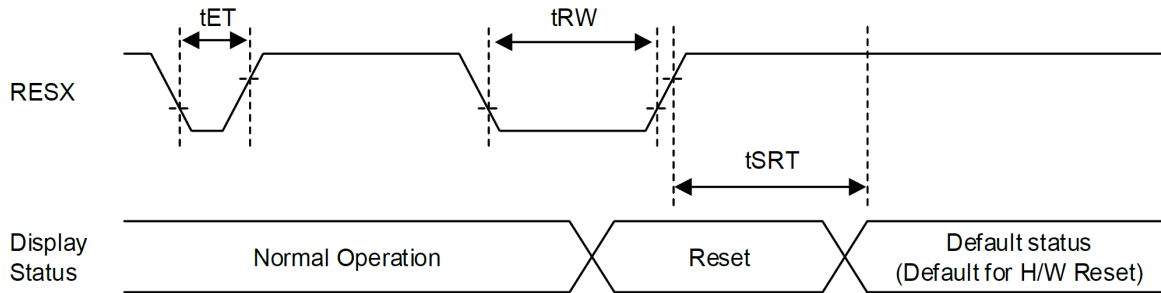 tET
tRW
RESX
tSRT
Display
Status
Normal Operation
Reset
Default status
(Default for H/W Reset)